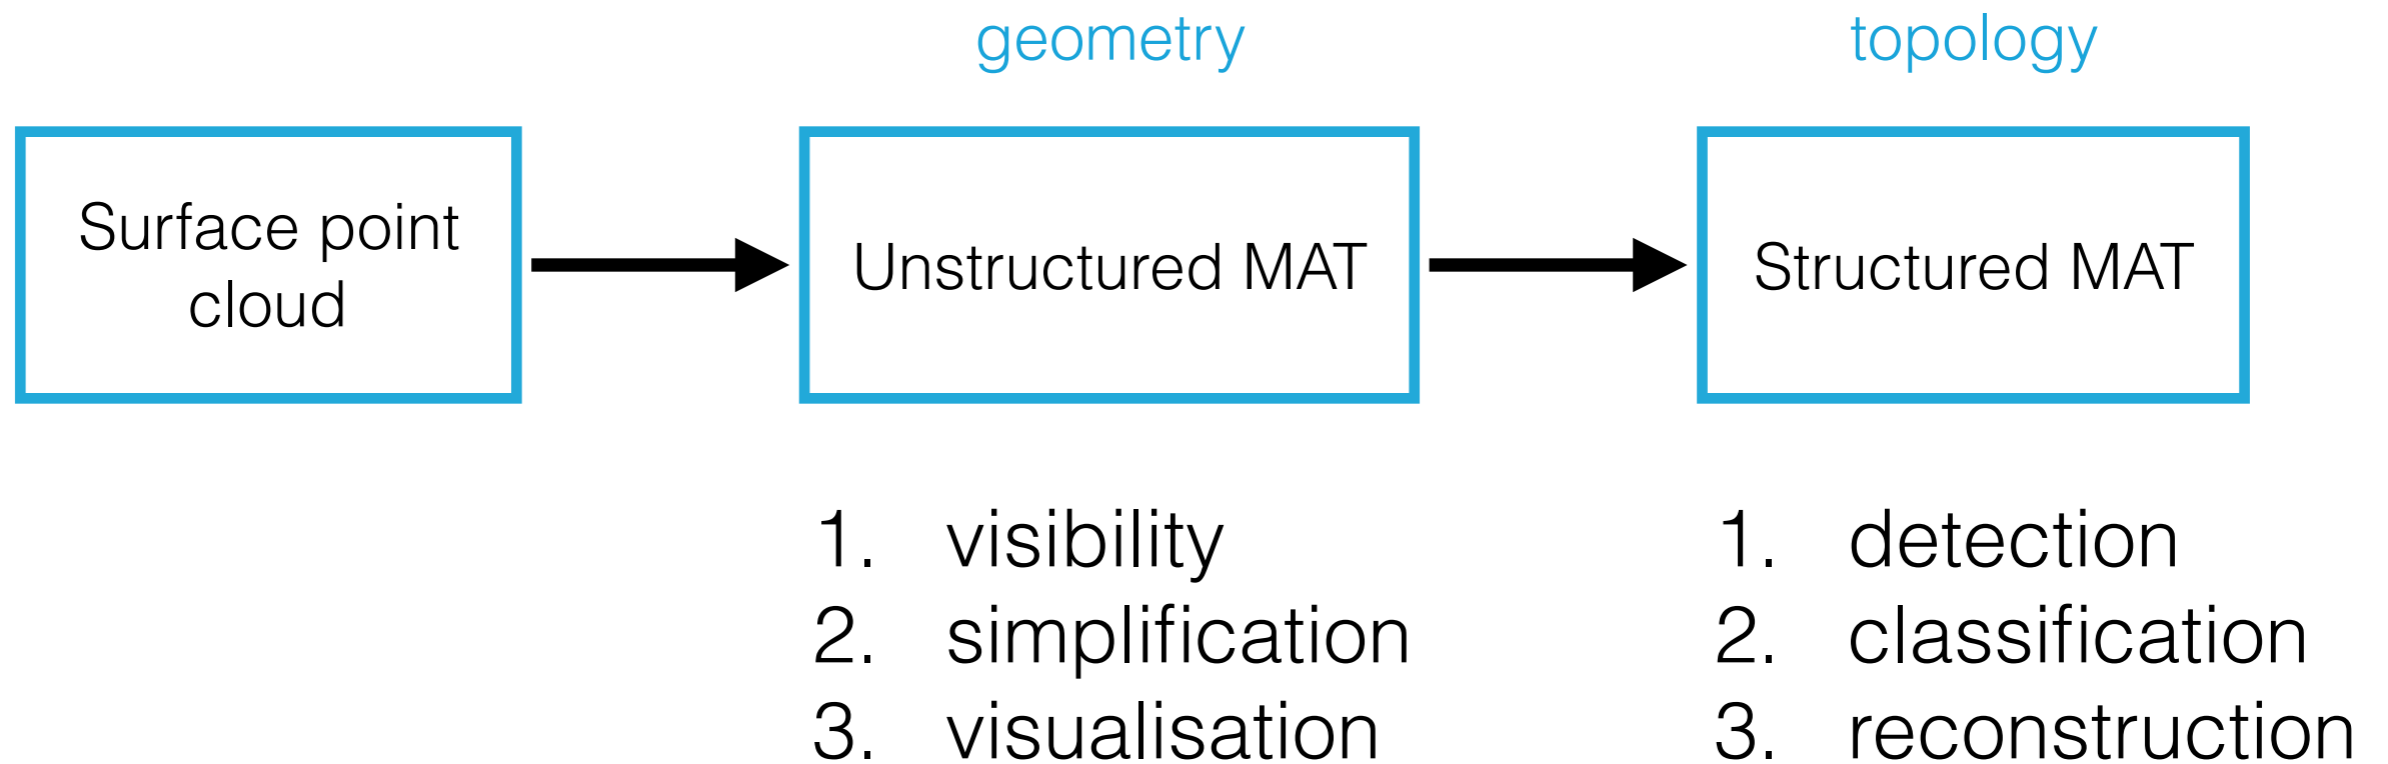 geometry
topology
Surface point
cloud
Unstructured MAT
Structured MAT
1. visibility
2. simplification
3. visualisation
1. detection
2. classification
3. reconstruction